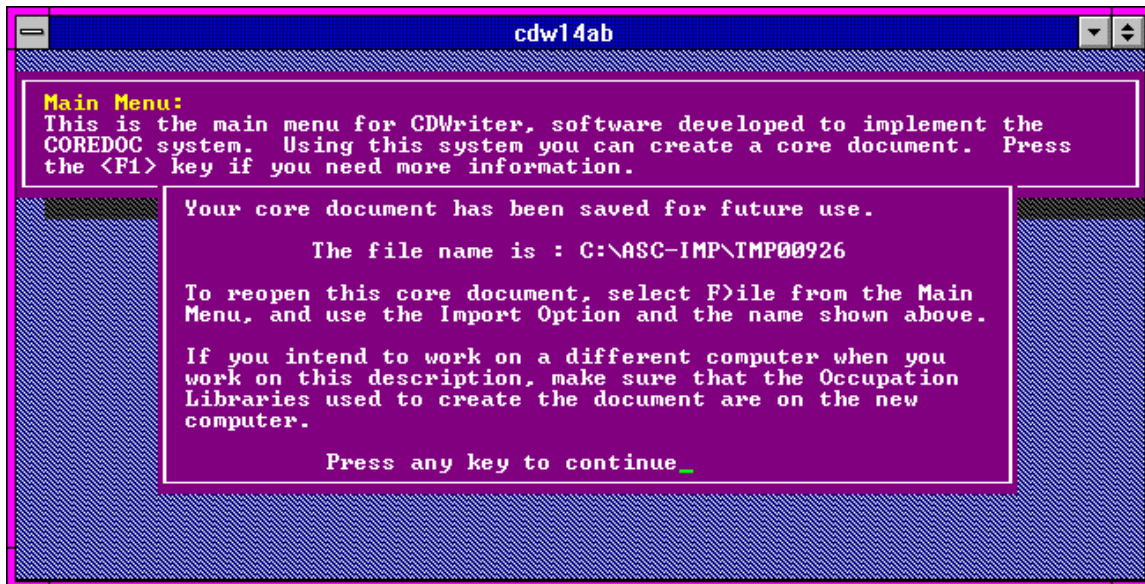 cdw14ab
Main Menu:
This is the main menu for CDWriter, software developed to implement the
COREDOC system.  Using this system you can create a core document.  Press
the <F1> key if you need more information.
Your core document has been saved for future use.
The file name is : C:\ASC-IMP\TMP00926
To reopen this core document, select F)ile from the Main
Menu, and use the Import Option and the name shown above.
If you intend to work on a different computer when you
work on this description, make sure that the Occupation
Libraries used to create the document are on the new
computer.
Press any key to continue_